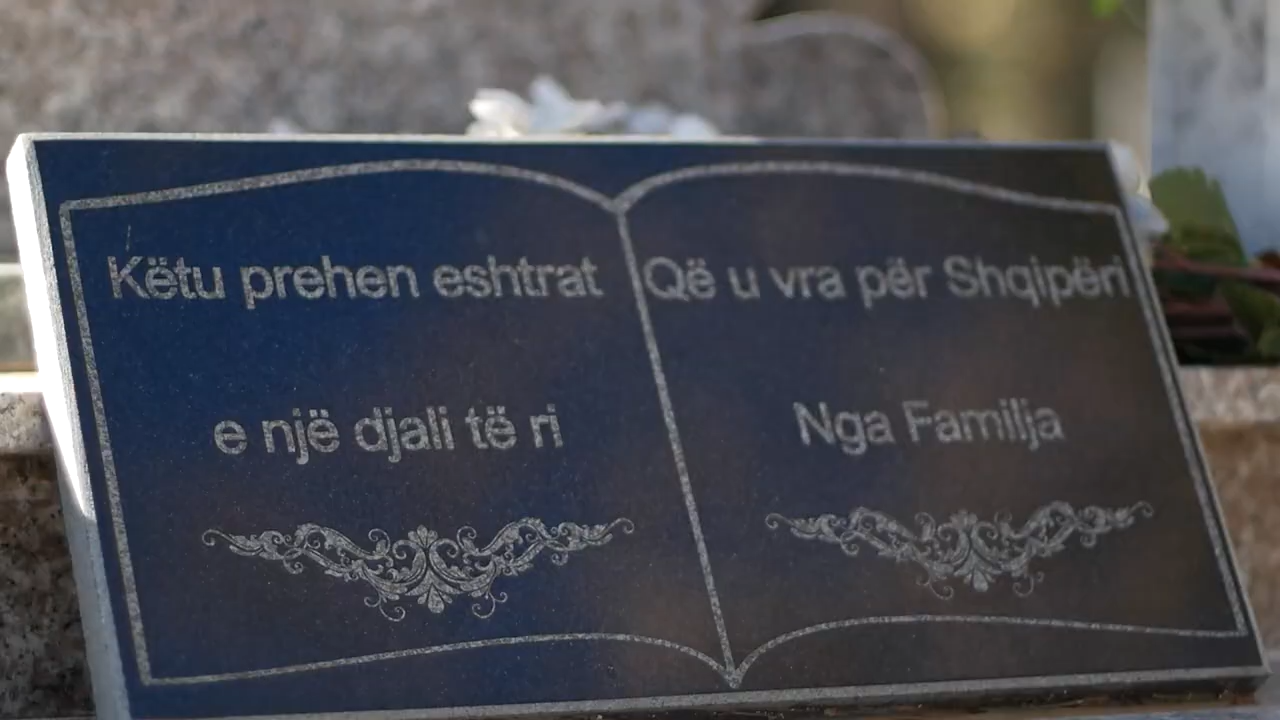 Këtu prehen eshtrat
e një djali të ri
Që u vra për Shqipëri
Nga Familja